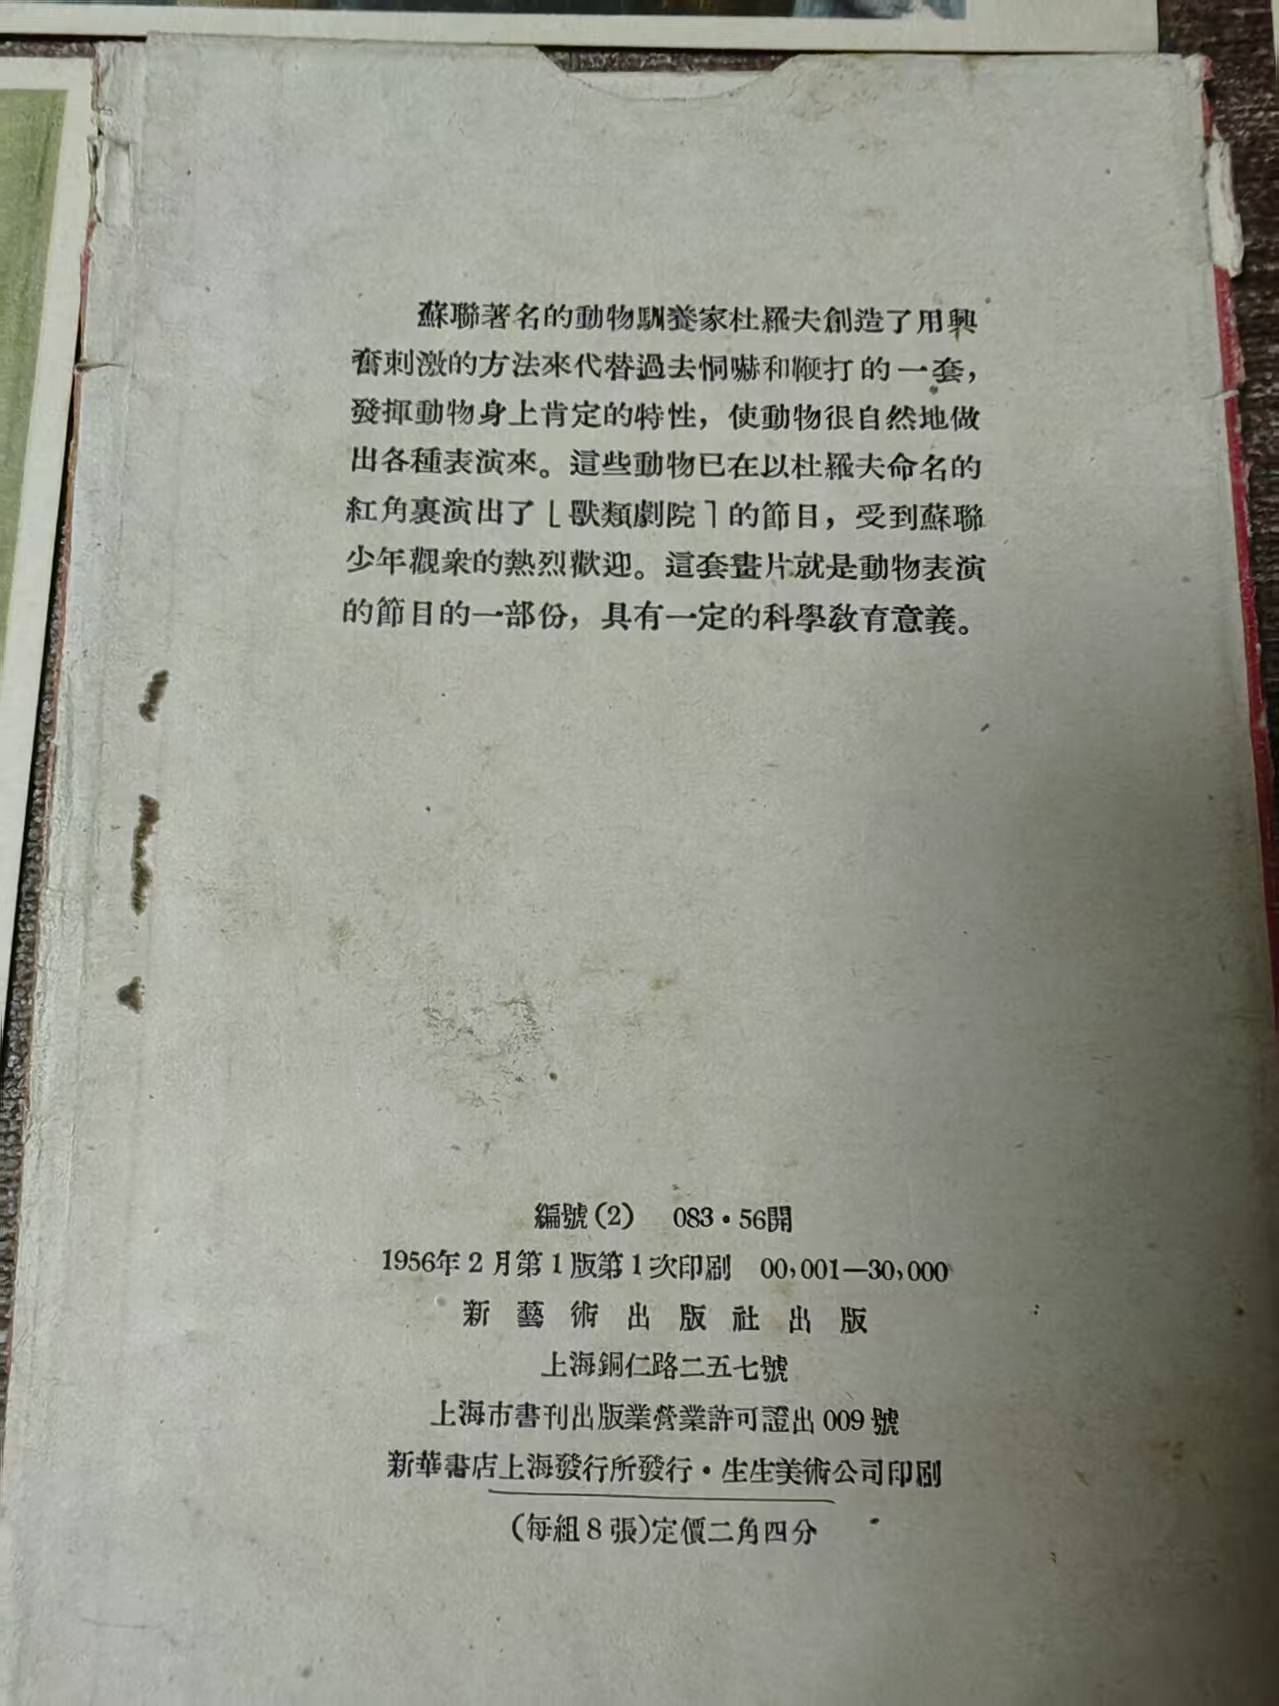 蘇聯著名的動物馴養家杜羅夫創造了用興
奮刺激的方法來代替過去恫嚇和鞭打的一套，
發揮動物身上肯定的特性，使動物很自然地做
出各種表演來。這些動物已在以杜羅夫命名的
紅角裏演出了［獸類劇院］的節目，受到蘇聯
少年觀衆的熱烈歡迎。這套畫片就是動物表演
的節目的一部份，具有一定的科學教育意義。
編號(2) 083·56開
1956年2月第1版第1次印刷 00,001—30,000
新藝術出版社出版
上海銅仁路二五七號
上海市書刊出版業營業許可證出009號
新華書店上海發行所發行·生生美術公司印刷
(每組8張)定價二角四分